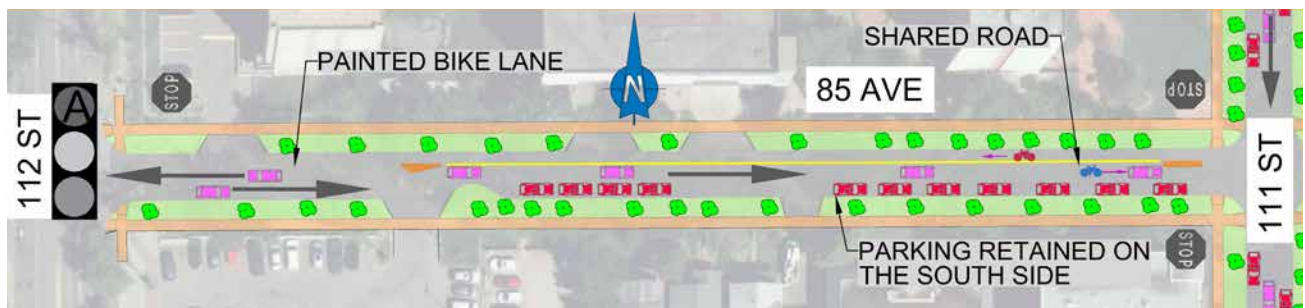 PAINTED BIKE LANE
SHARED ROAD
85 AVE
N
STOP
STOP
112 ST
A
111 ST
PARKING RETAINED ON
THE SOUTH SIDE
STOP